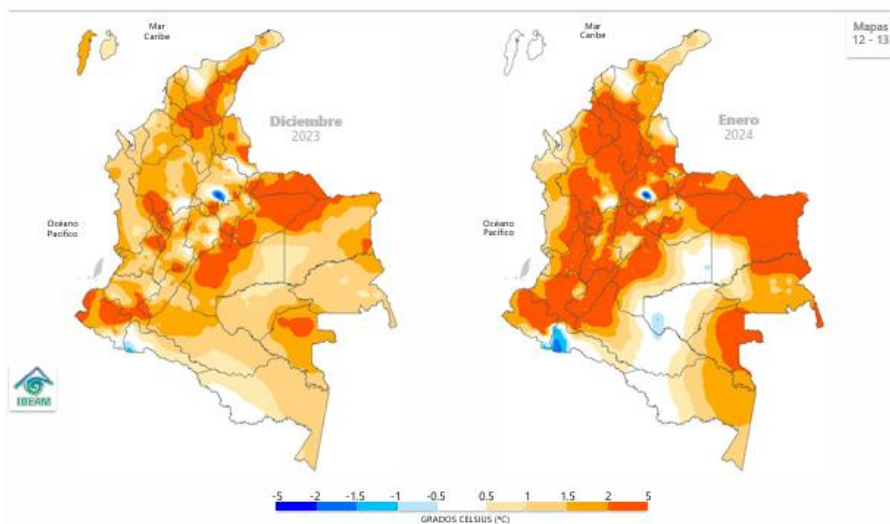 Mar
Caribe
Mar
Caribe
Mapas
12 - 13
Diciembre
2023
Enero
2024
Océano
Pacífico
Océano
Pacífico
IDEAM
-5 -2 -1.5 -1 -0.5 0.5 1 1.5 2 5
GRADOS CELSIUS (°C)